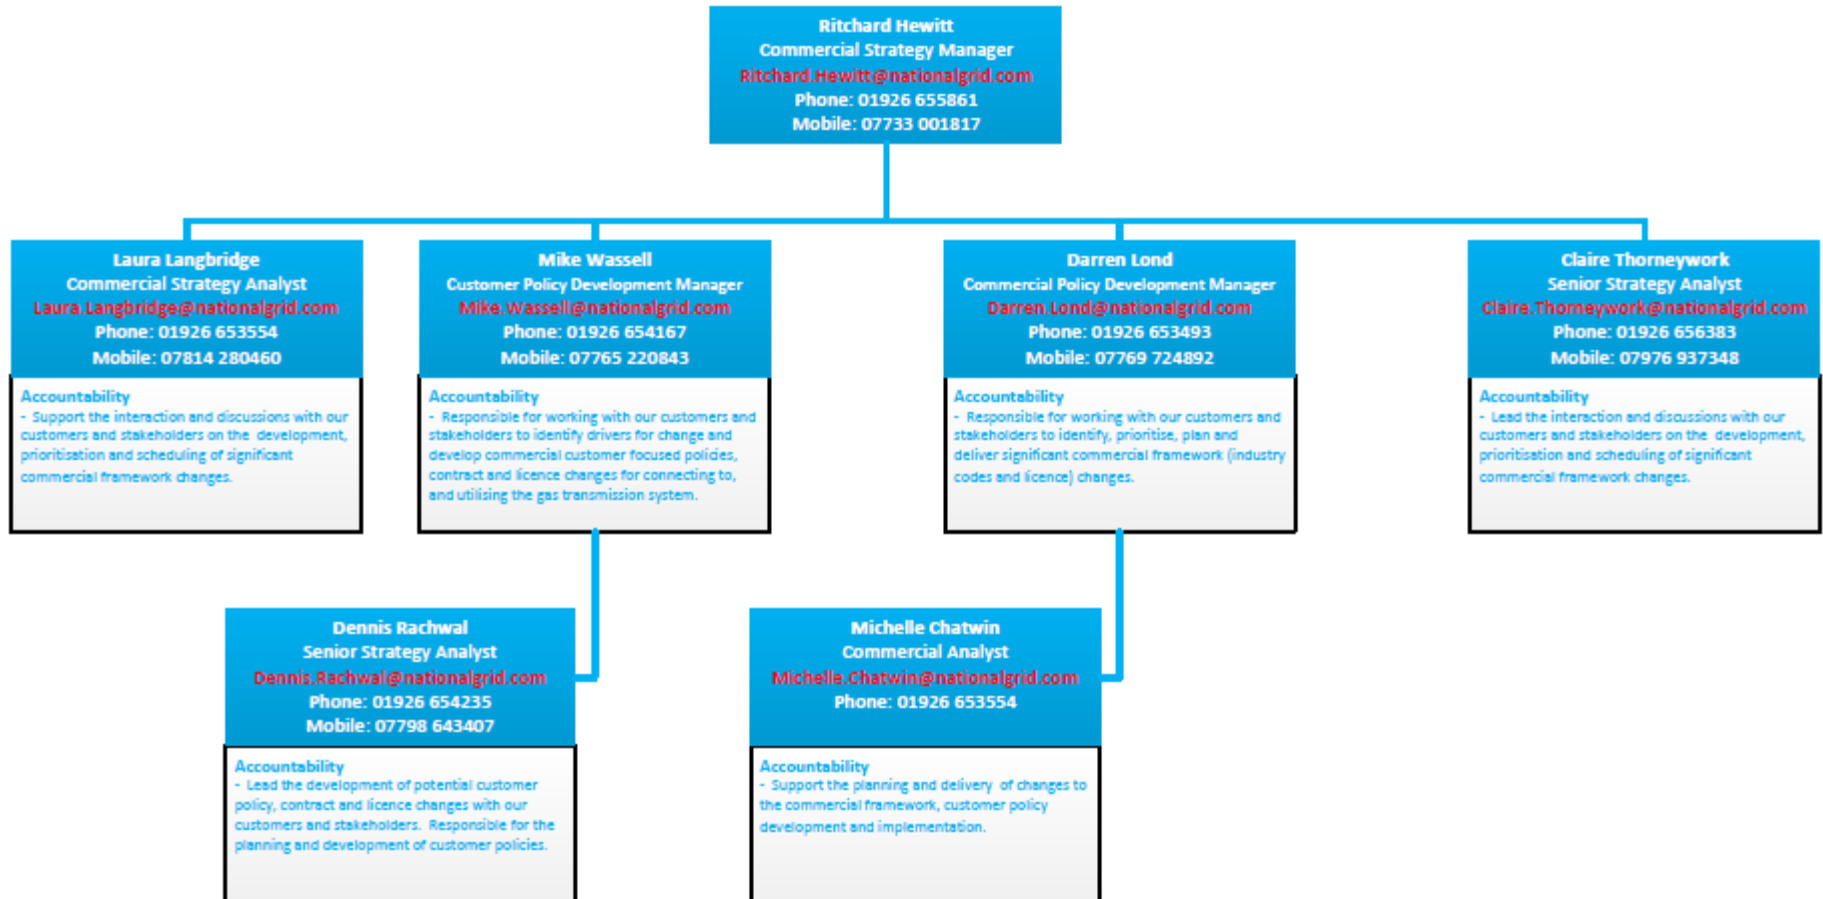 Ritchard Hewitt
Commercial Strategy Manager
Ritchard.Hewitt@nationalgrid.com
Phone: 01926 655861
Mobile: 07733 001817
Laura Langbridge
Commercial Strategy Analyst
Laura.Langbridge@nationalgrid.com
Phone: 01926 653554
Mobile: 07814 280460
Accountability
- Support the interaction and discussions with our
customers and stakeholders on the development,
prioritisation and scheduling of significant
commercial framework changes.
Mike Wassell
Customer Policy Development Manager
Mike.Wassell@nationalgrid.com
Phone: 01926 654167
Mobile: 07765 220843
Accountability
- Responsible for working with our customers and
stakeholders to identify drivers for change and
develop commercial customer focused policies,
contract and licence changes for connecting to,
and utilising the gas transmission system.
Darren Lond
Commercial Policy Development Manager
Darren.Lond@nationalgrid.com
Phone: 01926 653493
Mobile: 07769 724892
Accountability
- Responsible for working with our customers and
stakeholders to identify, prioritise, plan and
deliver significant commercial framework (industry
codes and licence) changes.
Claire Thorneywork
Senior Strategy Analyst
Claire.Thorneywork@nationalgrid.com
Phone: 01926 656383
Mobile: 07976 937348
Accountability
- Lead the interaction and discussions with our
customers and stakeholders on the development,
prioritisation and scheduling of significant
commercial framework changes.
Dennis Rachwal
Senior Strategy Analyst
Dennis.Rachwal@nationalgrid.com
Phone: 01926 654235
Mobile: 07798 643407
Accountability
- Lead the development of potential customer
policy, contract and licence changes with our
customers and stakeholders. Responsible for the
planning and development of customer policies.
Michelle Chatwin
Commercial Analyst
Michelle.Chatwin@nationalgrid.com
Phone: 01926 653554
Accountability
- Support the planning and delivery of changes to
the commercial framework, customer policy
development and implementation.